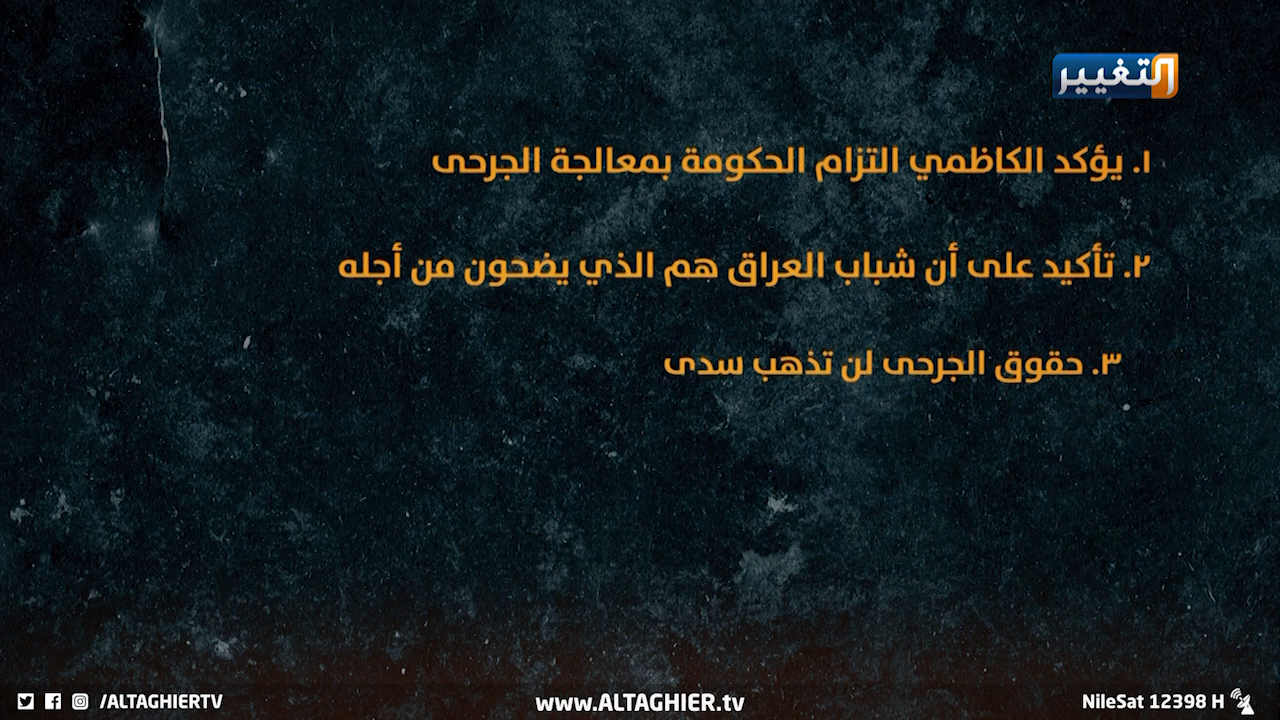 التغيير
١. يؤكد الكاظمي التزام الحكومة بمعالجة الجرحى
٢. تأكيد على أن شباب العراق هم الذي يضحون من أجله
٣. حقوق الجرحى لن تذهب سدى
/ALTAGHIERTV
www.ALTAGHIER.tv
NileSat 12398 H